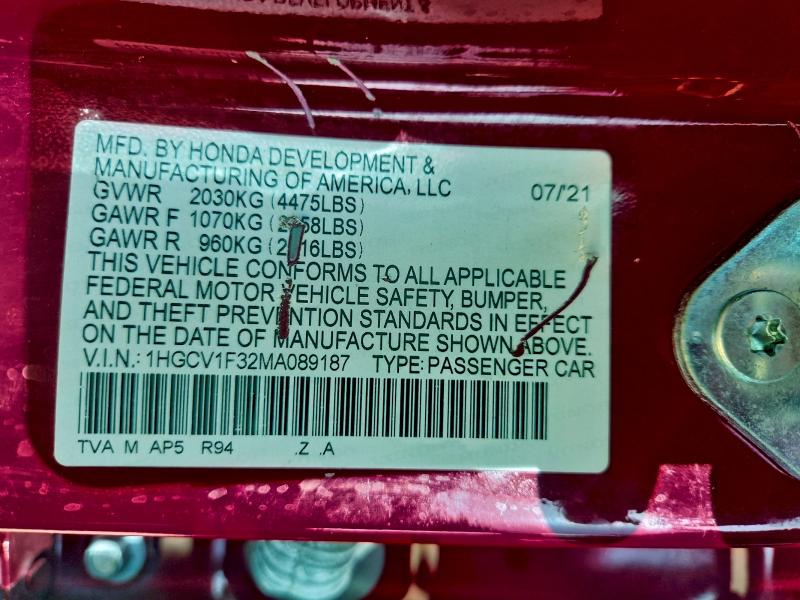 MFD. BY HONDA DEVELOPMENT &
MANUFACTURING OF AMERICA, LLC
07/'21
GVWR 2030KG (4475LBS)
GAWR F 1070KG
GAWR R 960KG
THIS VEHICLE CONFORMS TO ALL APPLICABLE
FEDERAL MOTOR VEHICLE SAFETY, BUMPER,
AND THEFT PREVENTION STANDARDS IN EFFECT
ON THE DATE OF MANUFACTURE SHOWN ABOVE.
V.I.N.: 1HGCV1F32MA089187 TYPE: PASSENGER CAR
TVA M AP5 R94 .Z .A